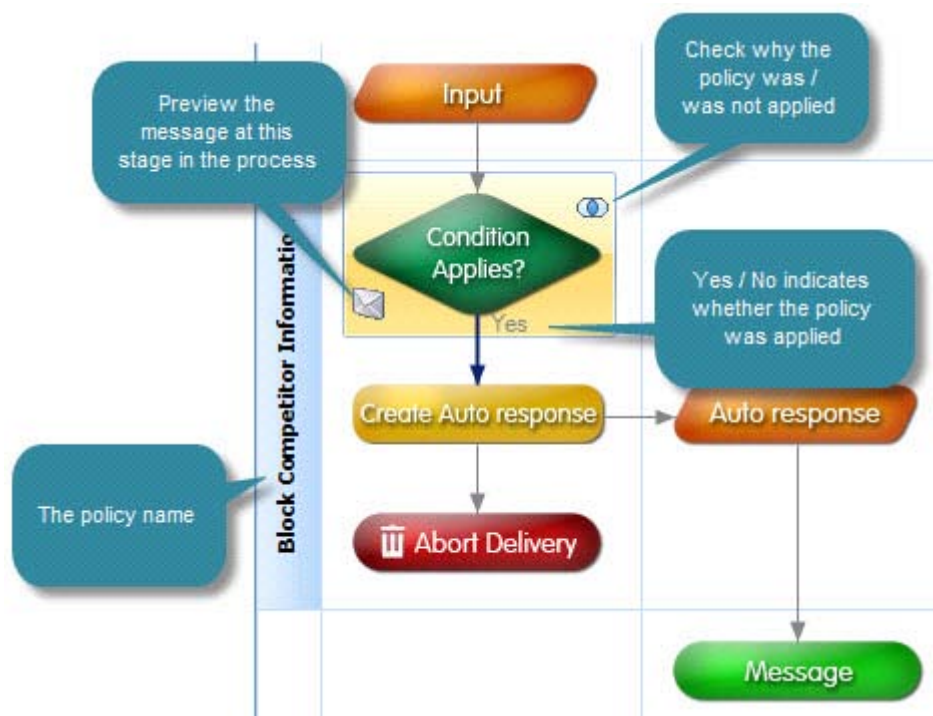 Check why the
policy was /
was not applied
Input
Preview the
message at this
stage in the process
Condition
Applies?
Yes
Yes / No indicates
whether the policy
was applied
Block Competitor Information
Create Auto response
Auto response
The policy name
Abort Delivery
Message